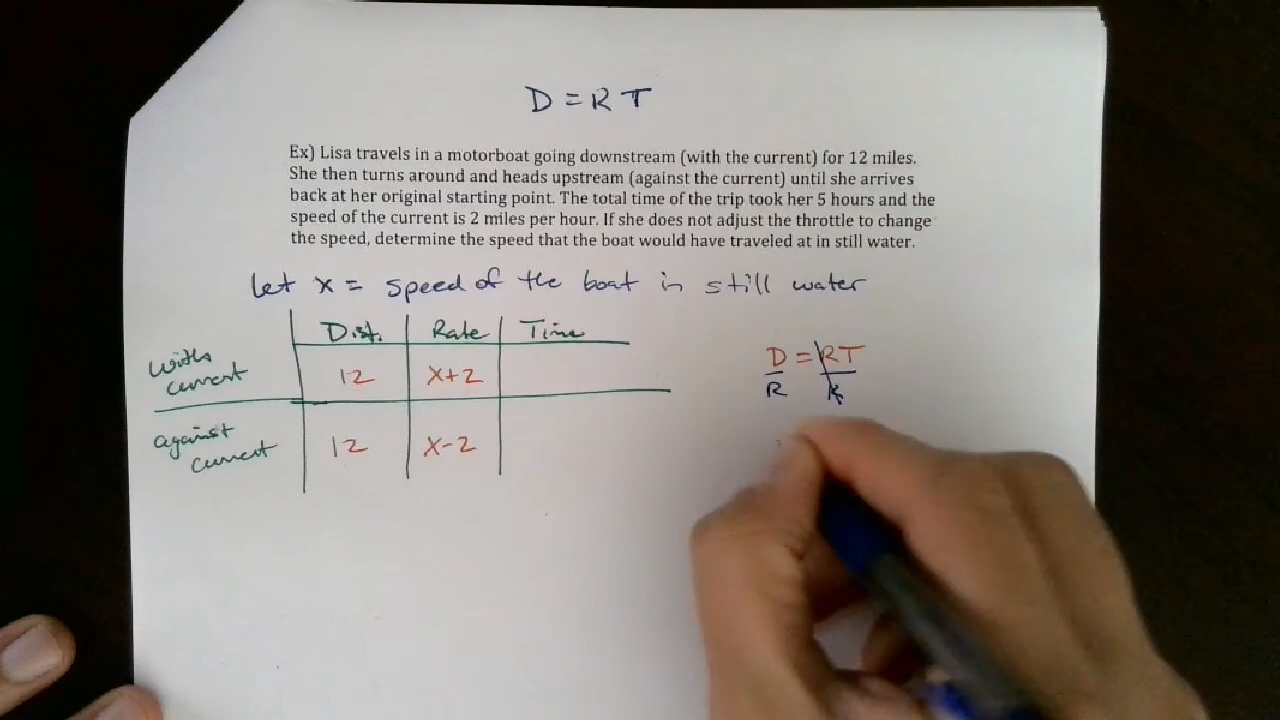 D = R T
Ex) Lisa travels in a motorboat going downstream (with the current) for 12 miles.
She then turns around and heads upstream (against the current) until she arrives
back at her original starting point. The total time of the trip took her 5 hours and the
speed of the current is 2 miles per hour. If she does not adjust the throttle to change
the speed, determine the speed that the boat would have traveled at in still water.
Let x = speed of the boat in still water
Dist. Rate Time
with current 12 x+2
against current 12 x-2
D = RT
R R